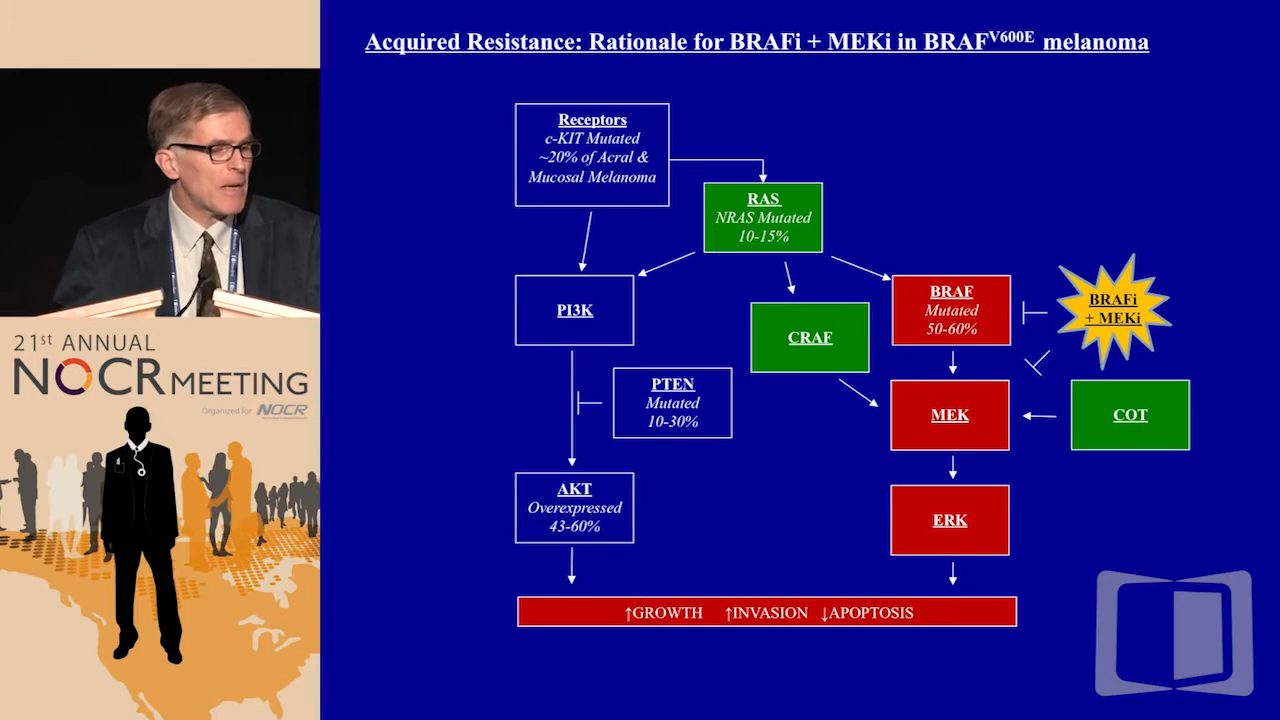 Acquired Resistance: Rationale for BRAFi + MEKi in BRAFV600E melanoma
Receptors
c-KIT Mutated
~20% of Acral &
Mucosal Melanoma
RAS
NRAS Mutated
10-15%
PI3K
CRAF
BRAF
Mutated
50-60%
BRAFi
+ MEKi
PTEN
Mutated
10-30%
MEK
COT
AKT
Overexpressed
43-60%
ERK
↑GROWTH ↑INVASION ↓APOPTOSIS
21st ANNUAL
NOCR MEETING
Organized for NOCR